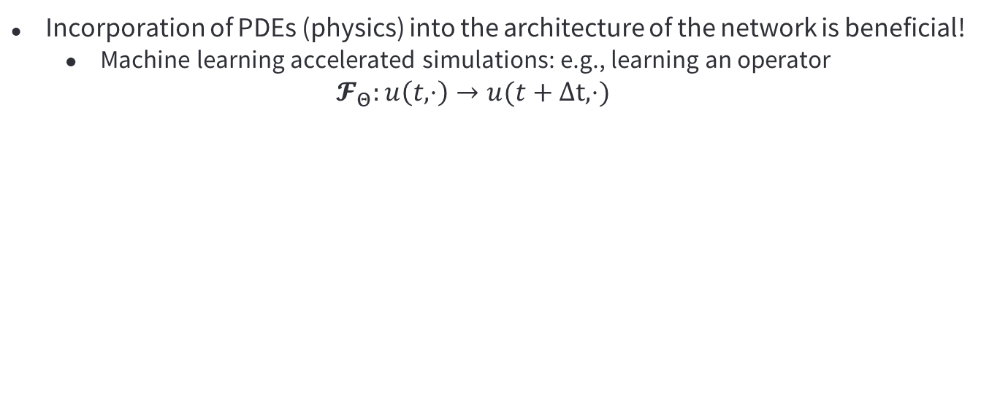 • Incorporation of PDEs (physics) into the architecture of the network is beneficial!
• Machine learning accelerated simulations: e.g., learning an operator
𝓕_Θ: u(t,·) → u(t + Δt,·)